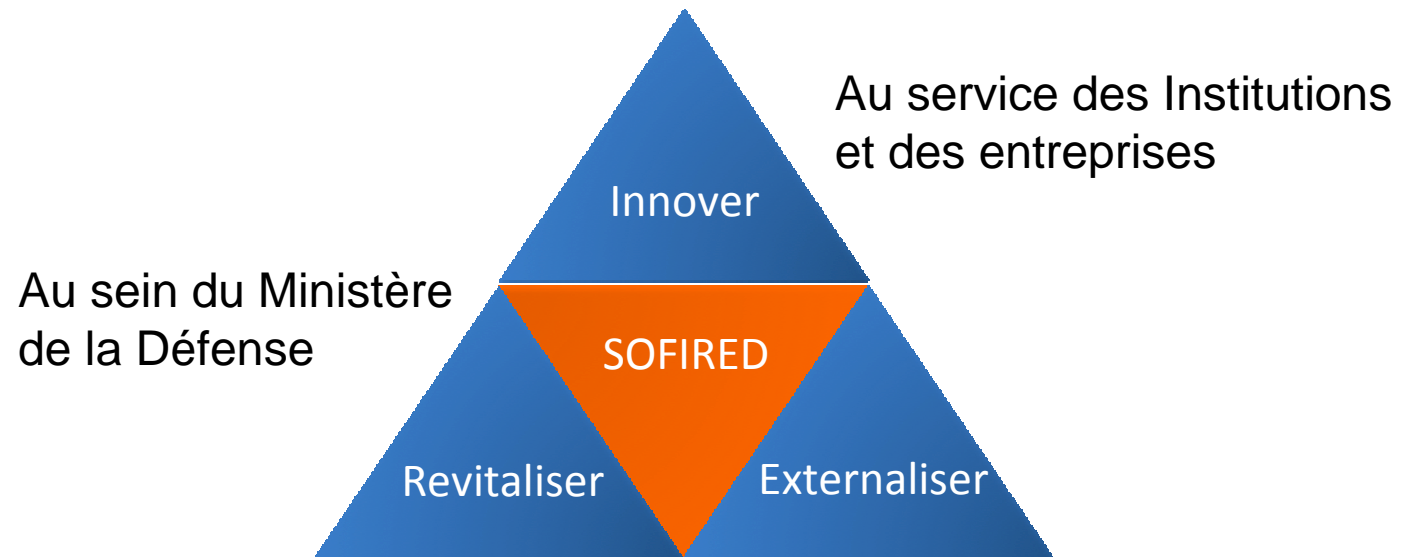 Au service des Institutions
et des entreprises
Innover
Au sein du Ministère
de la Défense
SOFIRED
Revitaliser
Externaliser